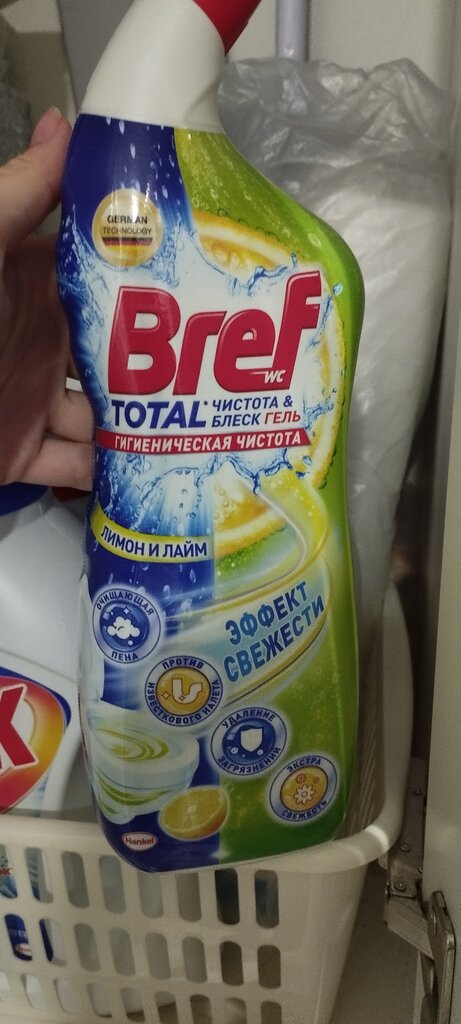 GERMAN
TECHNOLOGY
Bref
WC
TOTAL* ЧИСТОТА &
БЛЕСК ГЕЛЬ
ГИГИЕНИЧЕСКАЯ ЧИСТОТА
ЛИМОН И ЛАЙМ
ЭФФЕКТ
СВЕЖЕСТИ
ОЧИЩАЮЩАЯ
ПЕНА
ПРОТИВ
ИЗВЕСТКОВОГО НАЛЕТА
УДАЛЕНИЕ
ЗАГРЯЗНЕНИЙ
ЭКСТРА
СВЕЖЕСТЬ
Henkel